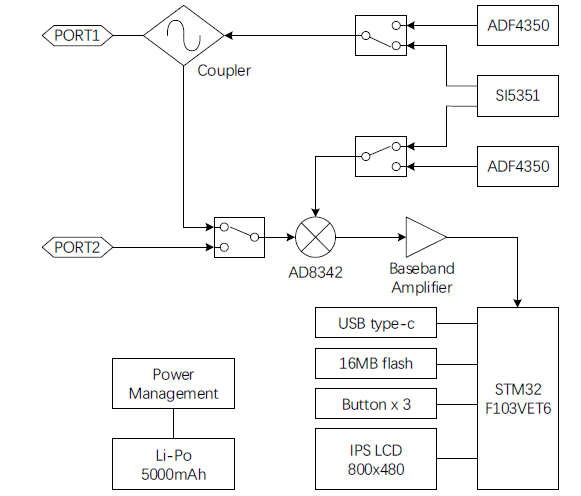 PORT1
ADF4350
Coupler
SI5351
ADF4350
PORT2
AD8342
Baseband
Amplifier
USB type-c
16MB flash
Button x 3
IPS LCD
800x480
STM32
F103VET6
Power
Management
Li-Po
5000mAh